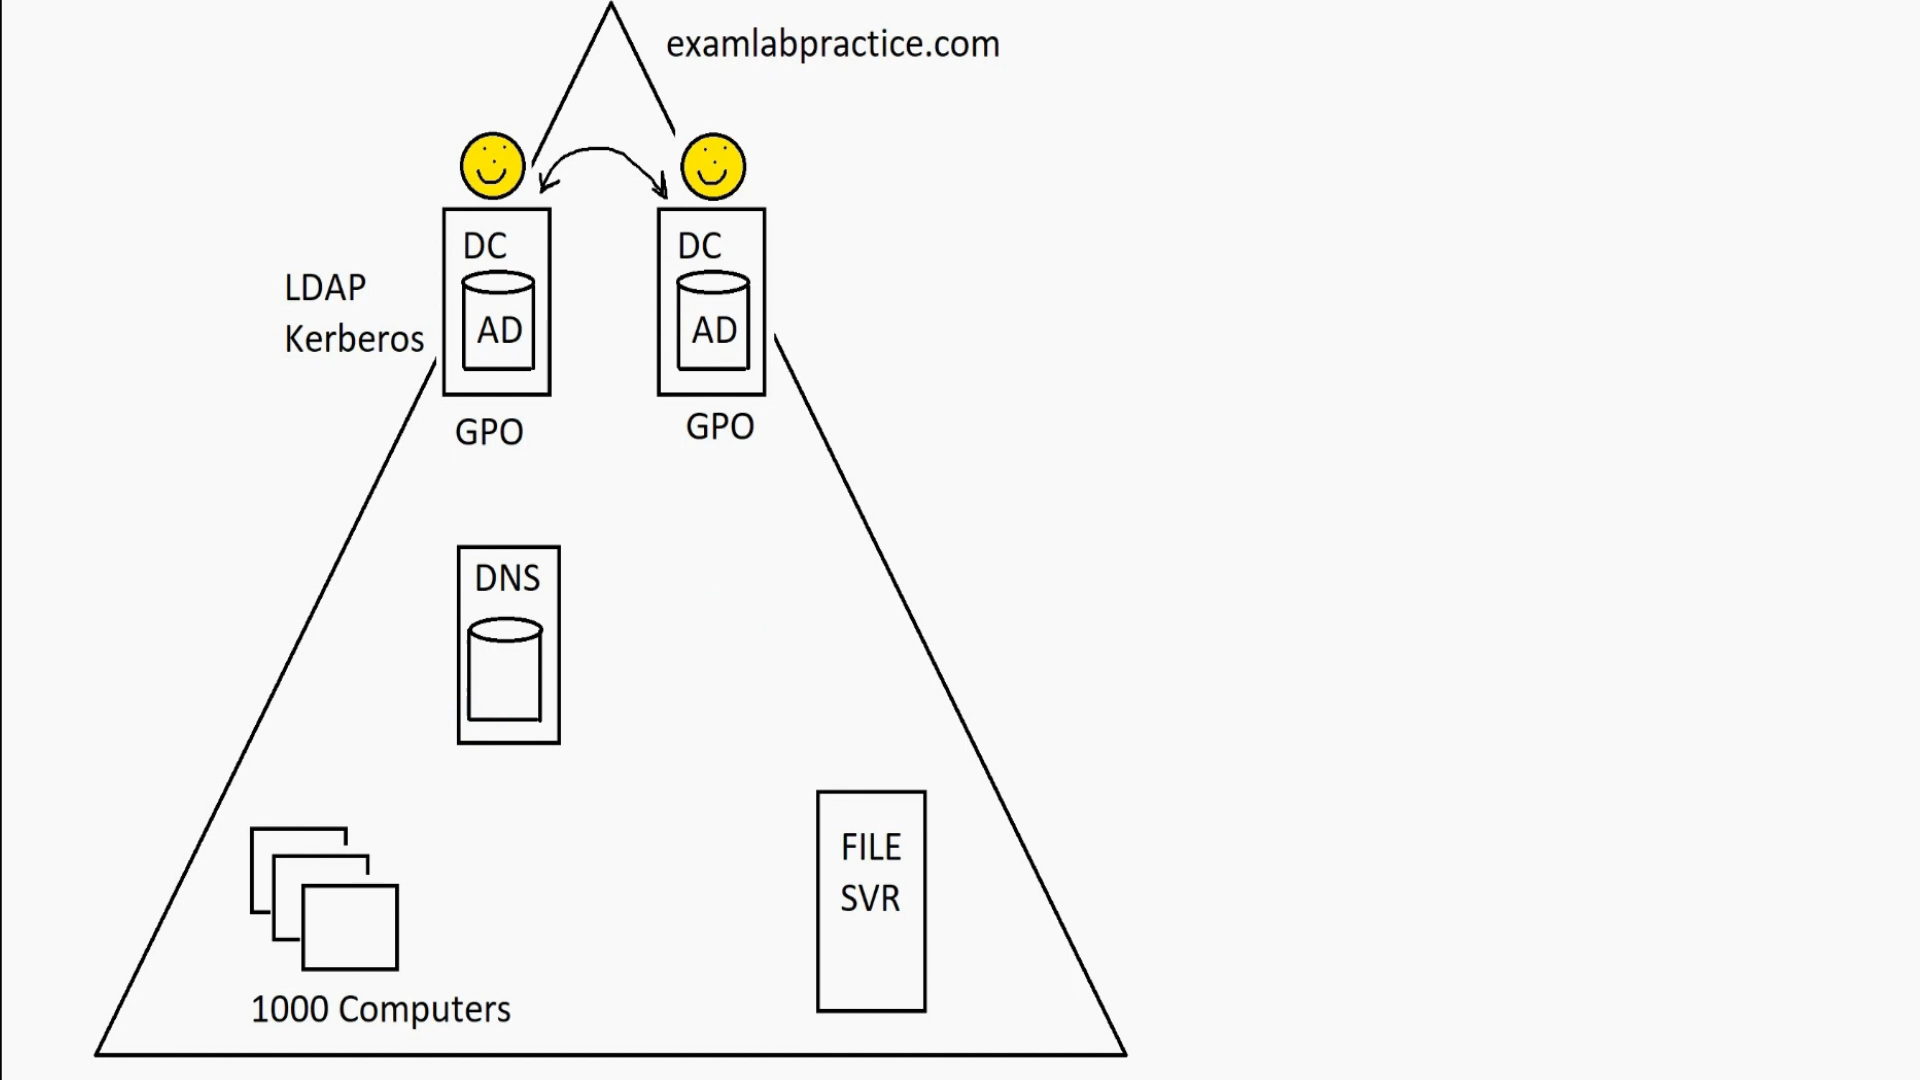 examlabpractice.com
DC
DC
LDAP
Kerberos
AD
AD
GPO
GPO
DNS
FILE
SVR
1000 Computers